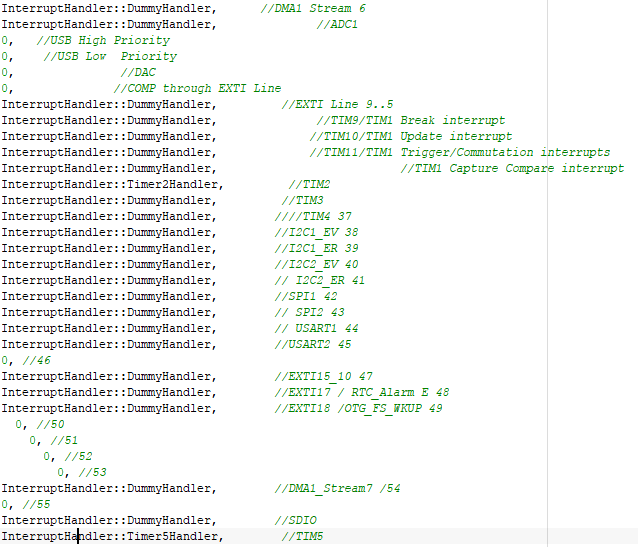 InterruptHandler::DummyHandler, //DMA1 Stream 6
InterruptHandler::DummyHandler, //ADC1
0, //USB High Priority
0, //USB Low  Priority
0, //DAC
0, //COMP through EXTI Line
InterruptHandler::DummyHandler, //EXTI Line 9..5
InterruptHandler::DummyHandler, //TIM9/TIM1 Break interrupt
InterruptHandler::DummyHandler, //TIM10/TIM1 Update interrupt
InterruptHandler::DummyHandler, //TIM11/TIM1 Trigger/Commutation interrupts
InterruptHandler::DummyHandler, //TIM1 Capture Compare interrupt
InterruptHandler::Timer2Handler, //TIM2
InterruptHandler::DummyHandler, //TIM3
InterruptHandler::DummyHandler, ////TIM4 37
InterruptHandler::DummyHandler, //I2C1_EV 38
InterruptHandler::DummyHandler, //I2C1_ER 39
InterruptHandler::DummyHandler, //I2C2_EV 40
InterruptHandler::DummyHandler, // I2C2_ER 41
InterruptHandler::DummyHandler, //SPI1 42
InterruptHandler::DummyHandler, // SPI2 43
InterruptHandler::DummyHandler, // USART1 44
InterruptHandler::DummyHandler, //USART2 45
0, //46
InterruptHandler::DummyHandler, //EXTI15_10 47
InterruptHandler::DummyHandler, //EXTI17 / RTC_Alarm E 48
InterruptHandler::DummyHandler, //EXTI18 /OTG_FS_WKUP 49
0, //50
0, //51
0, //52
0, //53
InterruptHandler::DummyHandler, //DMA1_Stream7 /54
0, //55
InterruptHandler::DummyHandler, //SDIO
InterruptHandler::Timer5Handler, //TIM5